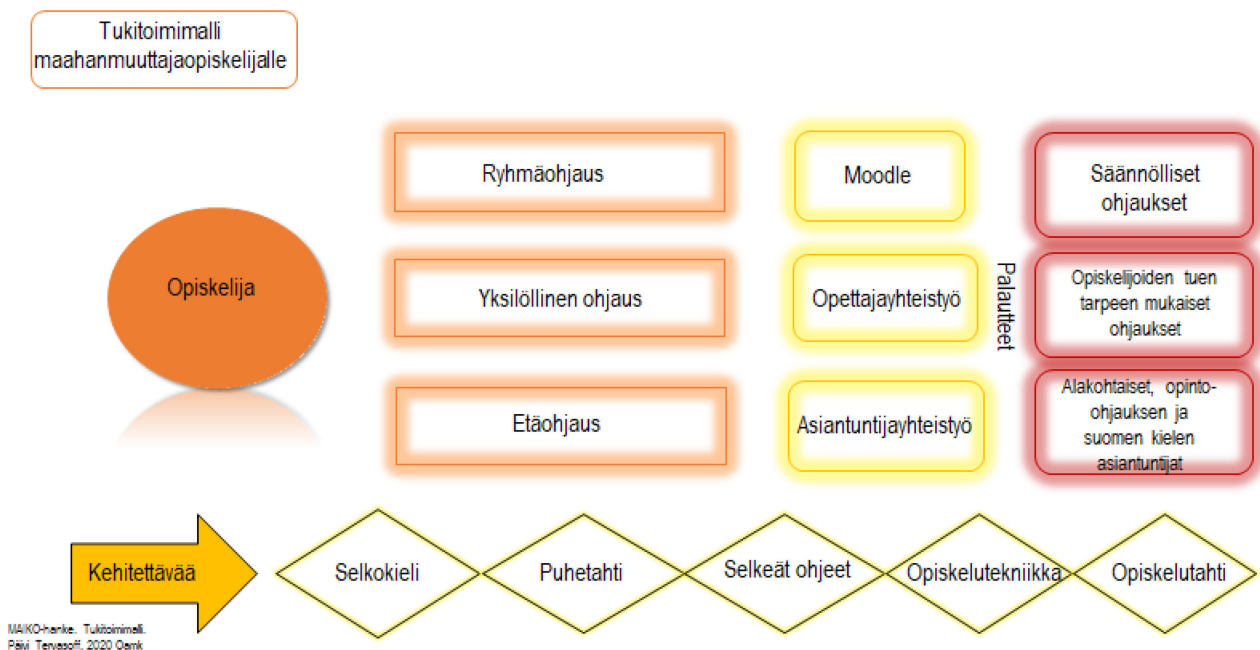 Tukitoimimalli
maahanmuuttajaopiskelijalle
Opiskelija
Ryhmäohjaus
Yksilöllinen ohjaus
Etäohjaus
Moodle
Opettajayhteistyö
Asiantuntijayhteistyö
Palautteet
Säännölliset
ohjaukset
Opiskelijoiden tuen
tarpeen mukaiset
ohjaukset
Alakohtaiset, opinto-
ohjauksen ja
suomen kielen
asiantuntijat
Kehitettävää
Selkokieli
Puhetahti
Selkeät ohjeet
Opiskelutekniikka
Opiskelutahti
MAIKO-hanke. Tukitoimimalli.
Päivi Tervasoff. 2020 Oamk